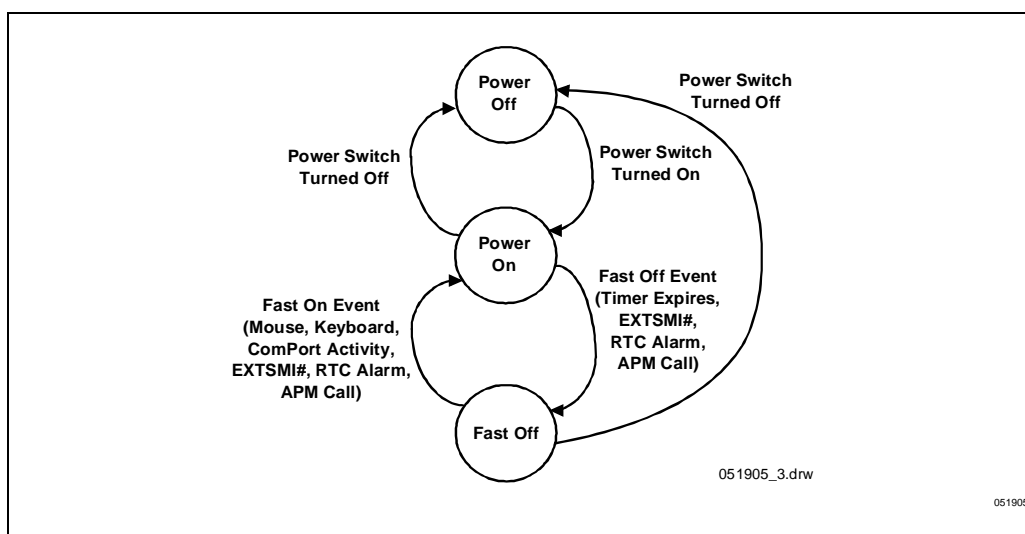 Power
Off
Power Switch
Turned Off
Power Switch
Turned Off
Power Switch
Turned On
Power
On
Fast On Event
(Mouse, Keyboard,
ComPort Activity,
EXTSMI#, RTC Alarm,
APM Call)
Fast Off Event
(Timer Expires,
EXTSMI#,
RTC Alarm,
APM Call)
Fast Off
051905_3.drw
051905